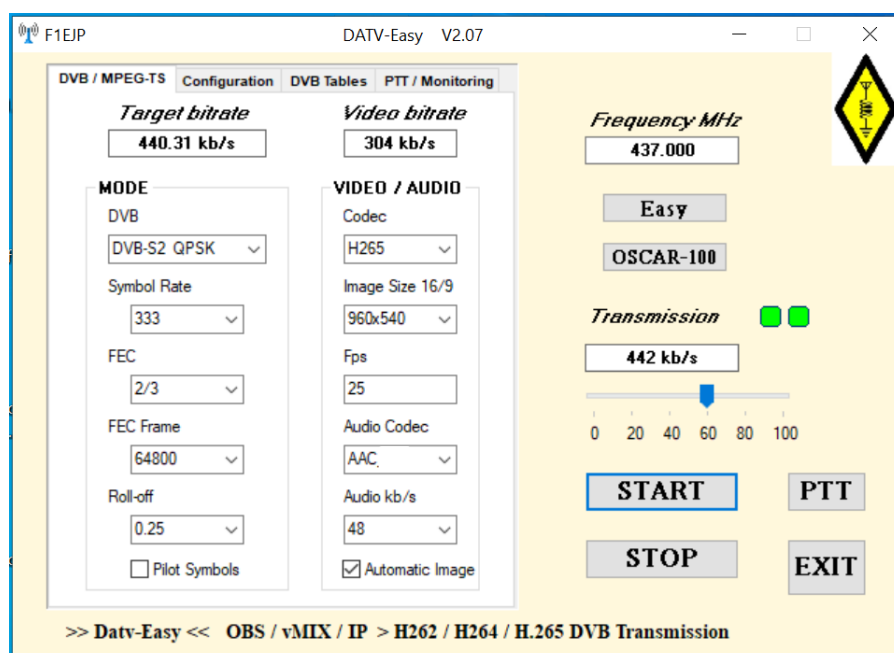 F1EJP
DATV-Easy V2.07
DVB / MPEG-TS
Configuration
DVB Tables
PTT / Monitoring
Target bitrate
440.31 kb/s
Video bitrate
304 kb/s
MODE
DVB
DVB-S2 QPSK
Symbol Rate
333
FEC
2/3
FEC Frame
64800
Roll-off
0.25
Pilot Symbols
VIDEO / AUDIO
Codec
H265
Image Size 16/9
960x540
Fps
25
Audio Codec
AAC
Audio kb/s
48
Automatic Image
Frequency MHz
437.000
Easy
OSCAR-100
Transmission
442 kb/s
0 20 40 60 80 100
START
PTT
STOP
EXIT
>> Datv-Easy << OBS / vMIX / IP > H262 / H264 / H.265 DVB Transmission